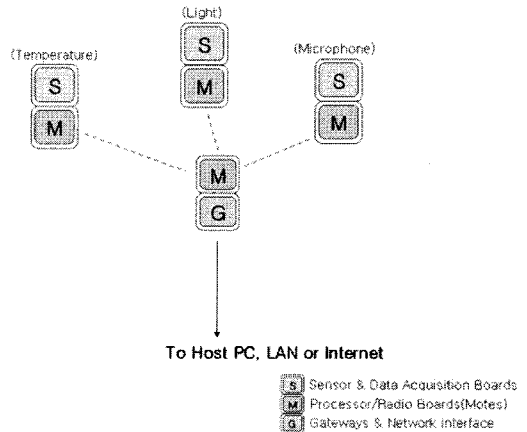 (Light)
(Temperature)
(Microphone)
S
M
S
M
S
M
M
G
To Host PC, LAN or Internet
S Sensor & Data Acquisition Boards
M Processor/Radio Boards(Motes)
G Gateways & Network interface